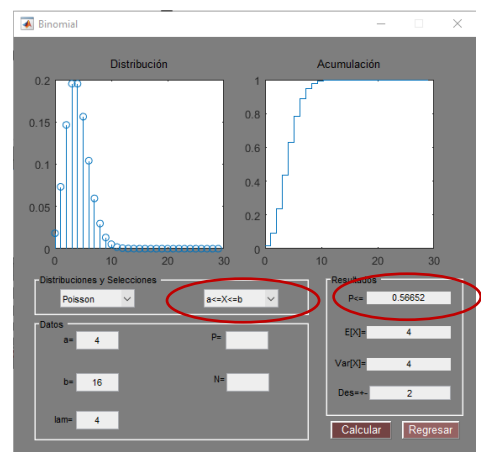 Binomial
Distribución
Acumulación
0.2
0.15
0.1
0.05
0
0 10 20 30
1
0.8
0.6
0.4
0.2
0
0 10 20 30
Distribuciones y Selecciones
Poisson
a<=X<=b
Datos
a= 4
P=
b= 16
N=
lam= 4
Resultados
P<= 0.56652
E[X]= 4
Var[X]= 4
Des=+- 2
Calcular
Regresar